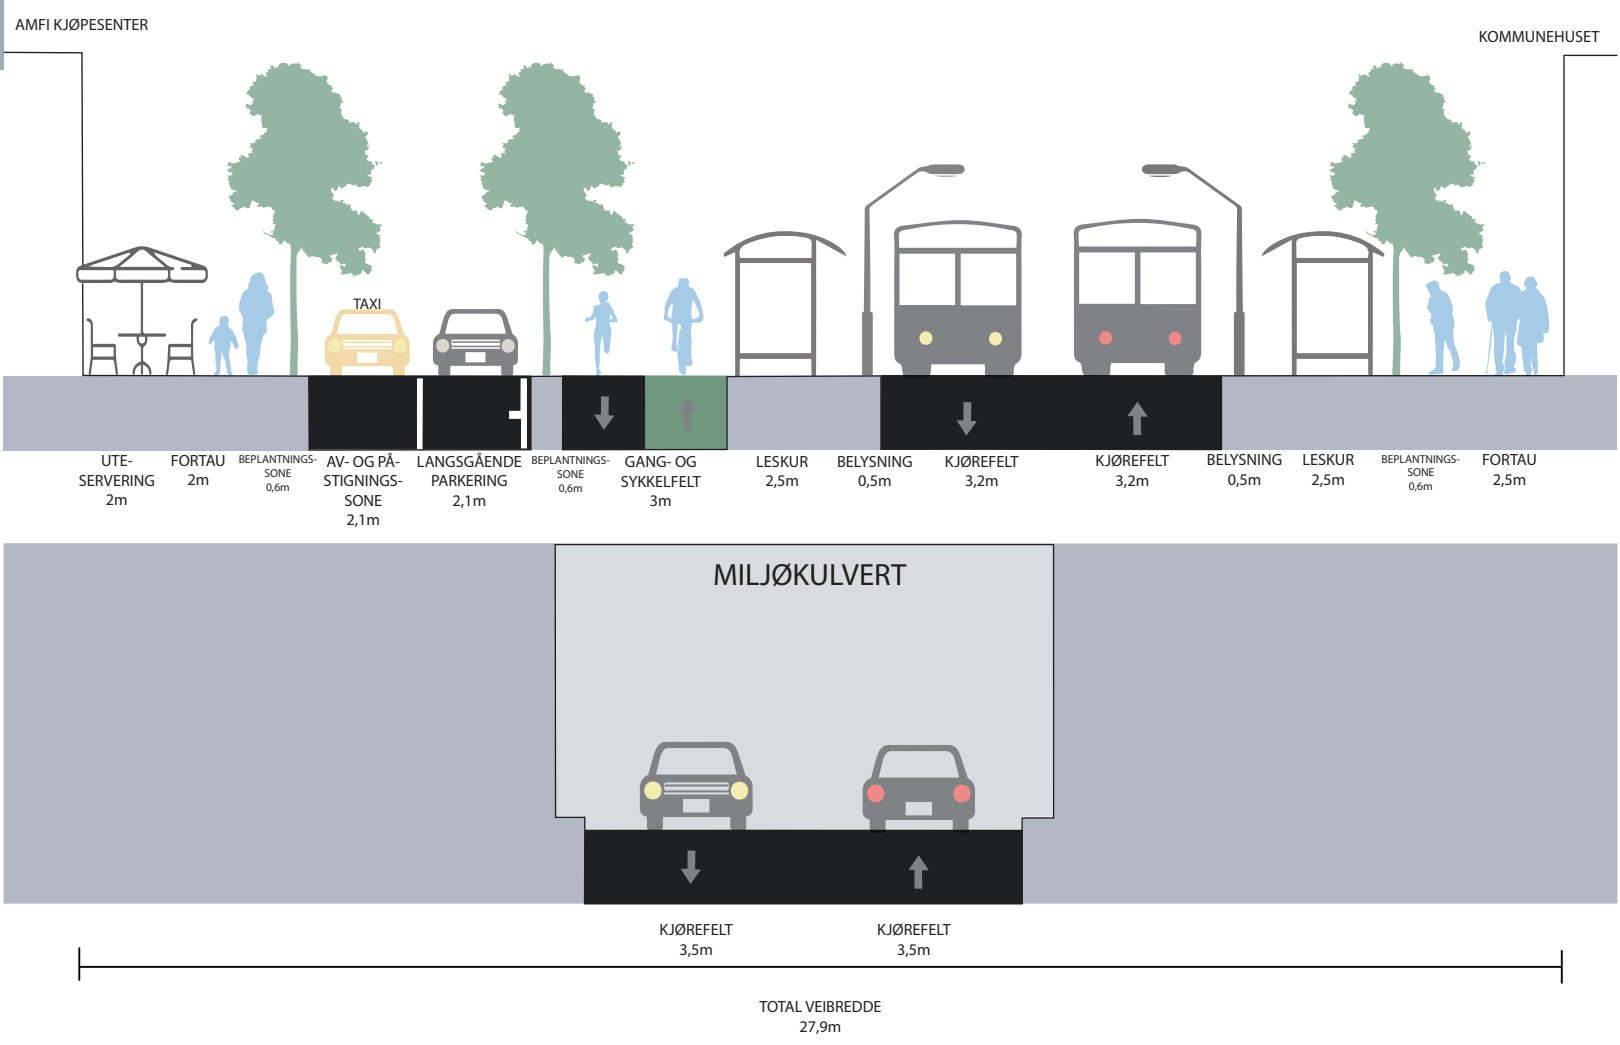 AMFI KJØPESENTER
KOMMUNEHUSET
TAXI
UTE-
SERVERING
2m
FORTAU
2m
BEPLANTNINGS-
SONE
0,6m
AV- OG PÅ-
STIGNINGS-
SONE
2,1m
LANGSGÅENDE
PARKERING
2,1m
BEPLANTNINGS-
SONE
0,6m
GANG- OG
SYKKELFELT
3m
LESKUR
2,5m
BELYSNING
0,5m
KJØREFELT
3,2m
KJØREFELT
3,2m
BELYSNING
0,5m
LESKUR
2,5m
BEPLANTNINGS-
SONE
0,6m
FORTAU
2,5m
MILJØKULVERT
KJØREFELT
3,5m
KJØREFELT
3,5m
TOTAL VEIBREDDE
27,9m